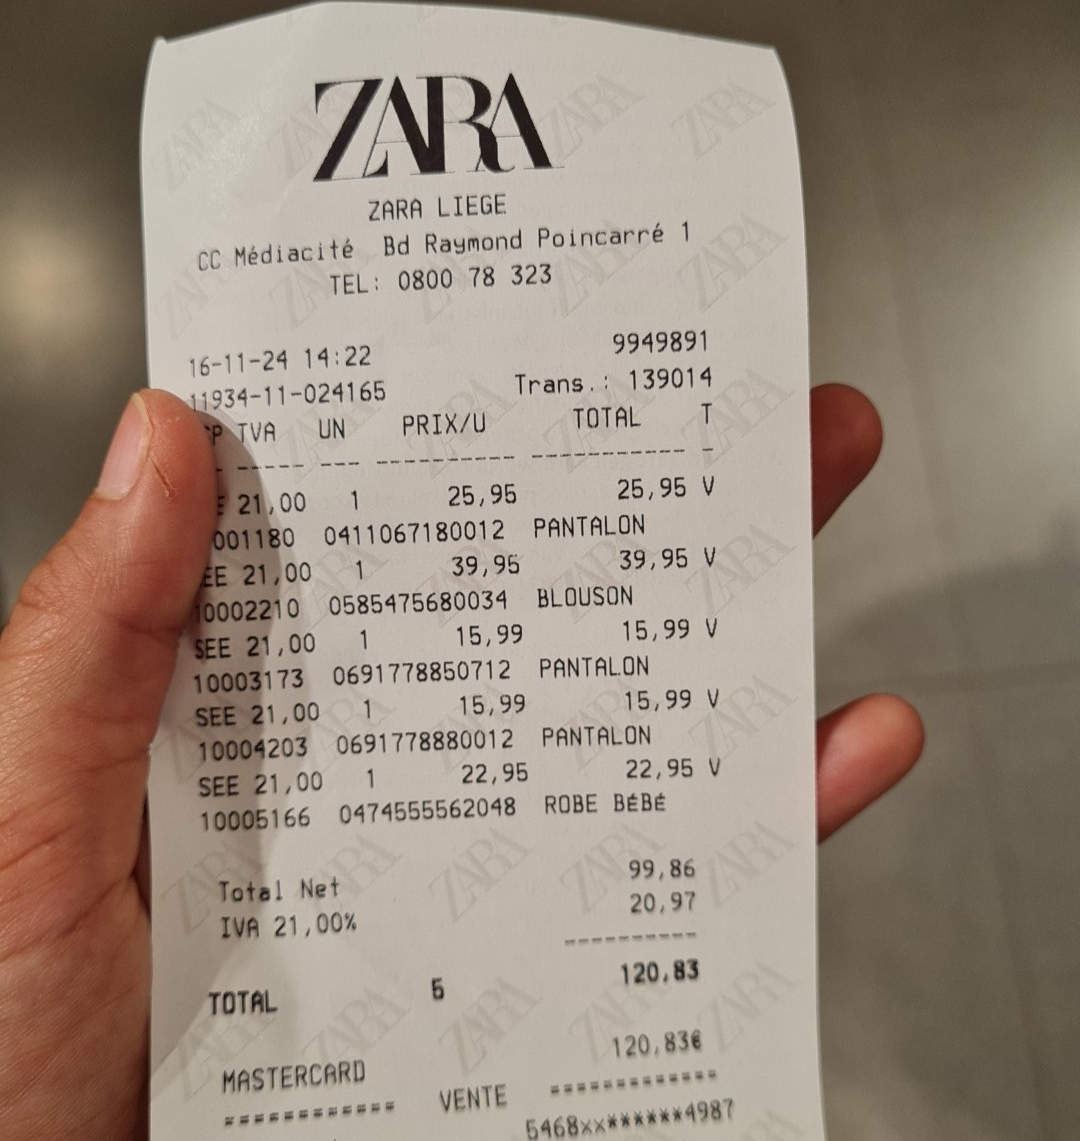 ZARA
ZARA LIEGE
CC Médiacité Bd Raymond Poincarré 1
TEL: 0800 78 323
16-11-24 14:22 9949891
11934-11-024165 Trans.: 139014
P TVA UN PRIX/U TOTAL T
E 21,00 1 25,95 25,95 V
001180 0411067180012 PANTALON
EE 21,00 1 39,95 39,95 V
10002210 0585475680034 BLOUSON
SEE 21,00 1 15,99 15,99 V
10003173 0691778850712 PANTALON
SEE 21,00 1 15,99 15,99 V
10004203 0691778880012 PANTALON
SEE 21,00 1 22,95 22,95 V
10005166 0474555562048 ROBE BÉBÉ
Total Net 99,86
IVA 21,00% 20,97
TOTAL 5 120,83
MASTERCARD 120,83€
============ VENTE ============
5468xx******4987